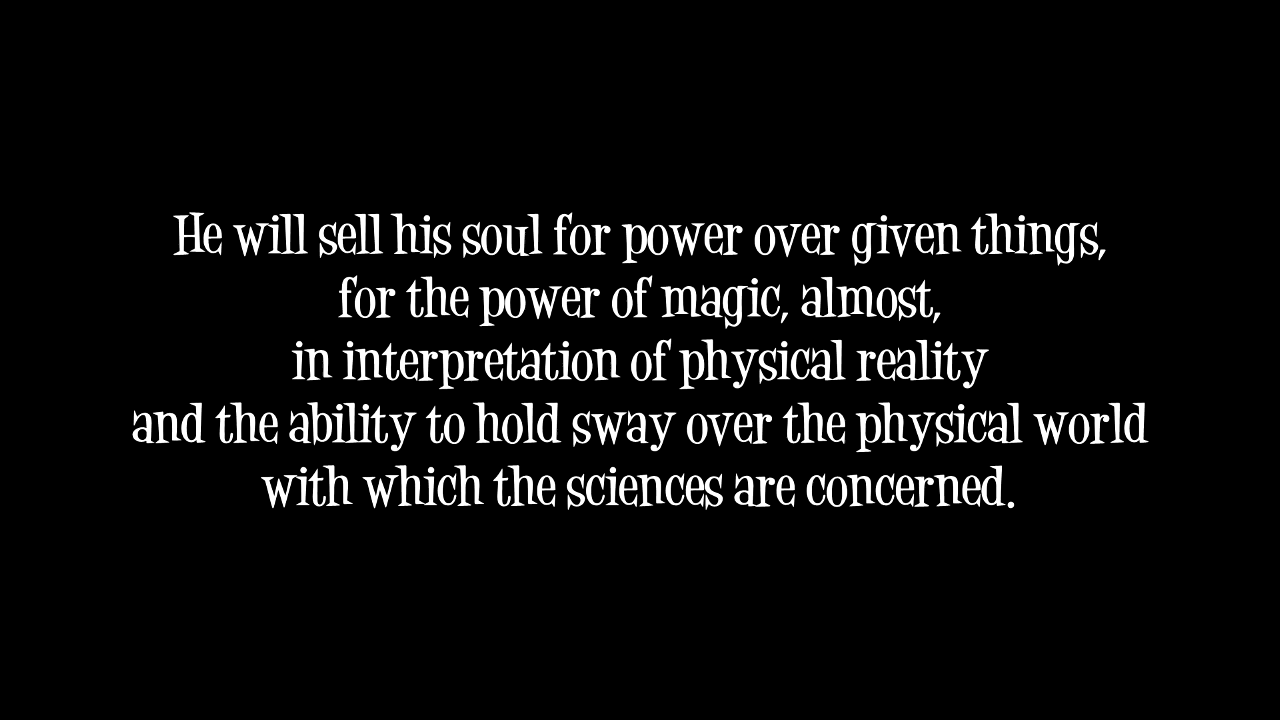 He will sell his soul for power over given things,
for the power of magic, almost,
in interpretation of physical reality
and the ability to hold sway over the physical world
with which the sciences are concerned.